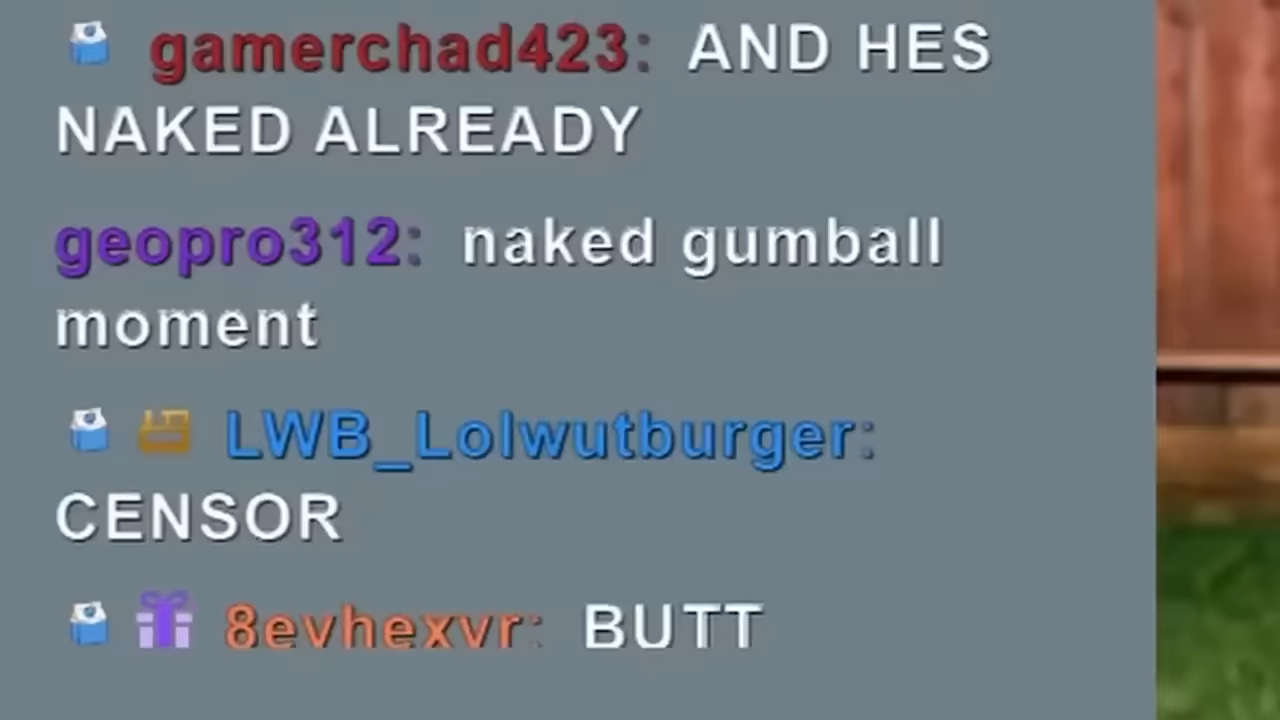 gamerchad423: AND HES
NAKED ALREADY
geopro312: naked gumball
moment
LWB_Lolwutburger:
CENSOR
8evhexvr: BUTT